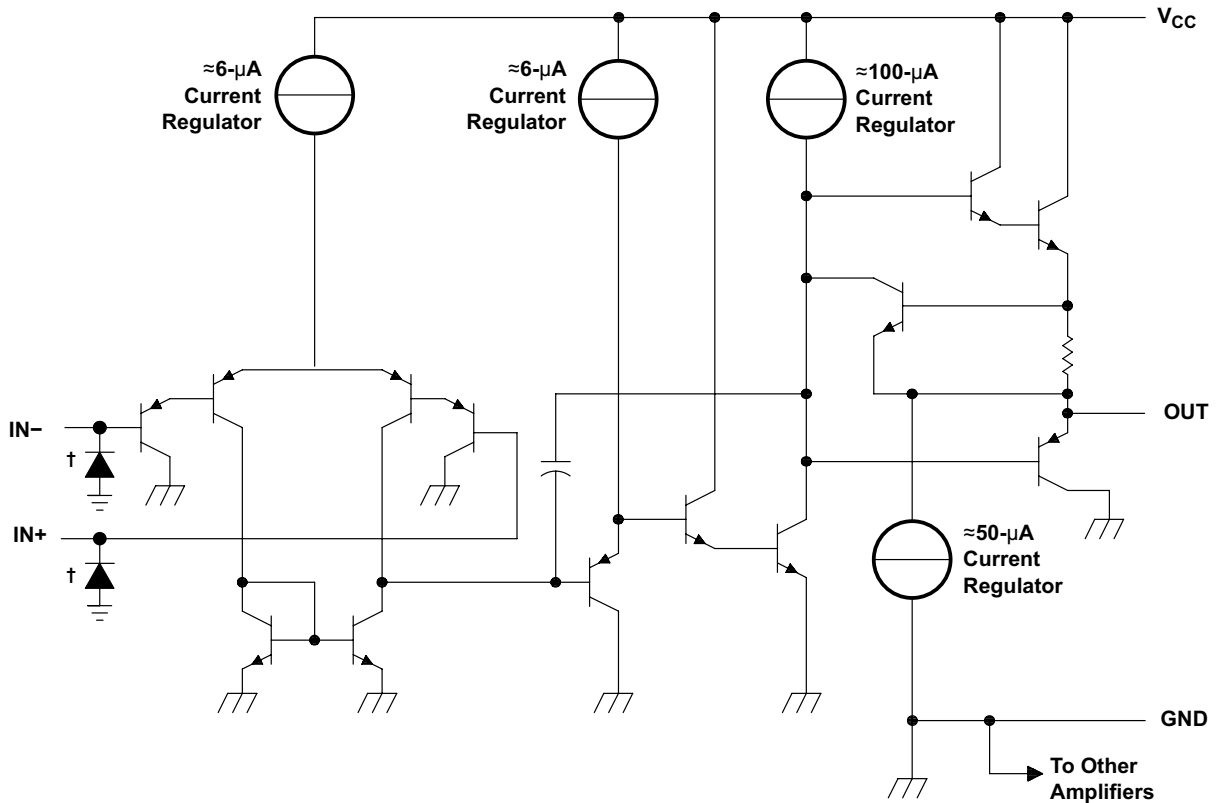 VCC
≈6-µA
Current
Regulator
≈6-µA
Current
Regulator
≈100-µA
Current
Regulator
IN−
†
OUT
IN+
†
≈50-µA
Current
Regulator
GND
To Other
Amplifiers